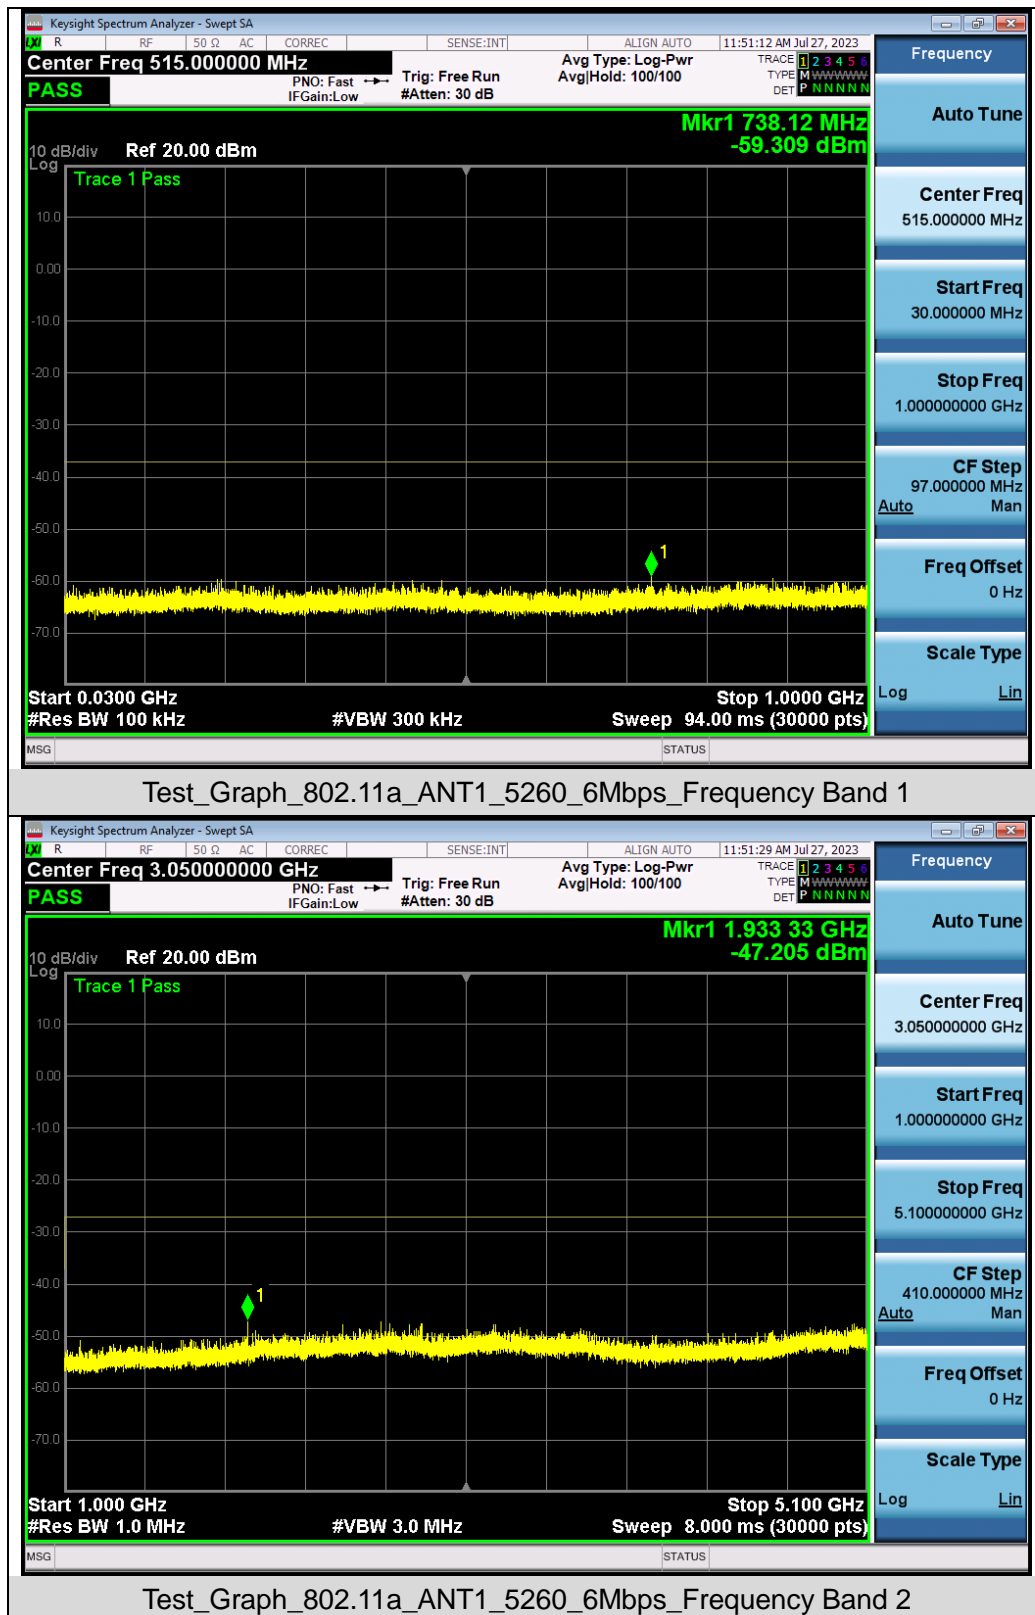 Keysight Spectrum Analyzer - Swept SA
LXI R RF 50 Ω AC CORREC SENSE:INT ALIGN AUTO 11:51:12 AM Jul 27, 2023
Center Freq 515.000000 MHz
PASS
PNO: Fast
IFGain:Low
Trig: Free Run
#Atten: 30 dB
Avg Type: Log-Pwr
Avg|Hold: 100/100
TRACE 1 2 3 4 5 6
TYPE M W W W W W
DET P N N N N N
Mkr1 738.12 MHz
-59.309 dBm
10 dB/div Ref 20.00 dBm
Log
Trace 1 Pass
10.0
0.00
-10.0
-20.0
-30.0
-40.0
-50.0
-60.0
-70.0
1
Start 0.0300 GHz Stop 1.0000 GHz
#Res BW 100 kHz #VBW 300 kHz Sweep 94.00 ms (30000 pts)
MSG STATUS
Frequency
Auto Tune
Center Freq
515.000000 MHz
Start Freq
30.000000 MHz
Stop Freq
1.000000000 GHz
CF Step
97.000000 MHz
Auto Man
Freq Offset
0 Hz
Scale Type
Log Lin
Test_Graph_802.11a_ANT1_5260_6Mbps_Frequency Band 1
Keysight Spectrum Analyzer - Swept SA
LXI R RF 50 Ω AC CORREC SENSE:INT ALIGN AUTO 11:51:29 AM Jul 27, 2023
Center Freq 3.050000000 GHz
PASS
PNO: Fast
IFGain:Low
Trig: Free Run
#Atten: 30 dB
Avg Type: Log-Pwr
Avg|Hold: 100/100
TRACE 1 2 3 4 5 6
TYPE M W W W W W
DET P N N N N N
Mkr1 1.933 33 GHz
-47.205 dBm
10 dB/div Ref 20.00 dBm
Log
Trace 1 Pass
10.0
0.00
-10.0
-20.0
-30.0
-40.0
-50.0
-60.0
-70.0
1
Start 1.000 GHz Stop 5.100 GHz
#Res BW 1.0 MHz #VBW 3.0 MHz Sweep 8.000 ms (30000 pts)
MSG STATUS
Frequency
Auto Tune
Center Freq
3.050000000 GHz
Start Freq
1.000000000 GHz
Stop Freq
5.100000000 GHz
CF Step
410.000000 MHz
Auto Man
Freq Offset
0 Hz
Scale Type
Log Lin
Test_Graph_802.11a_ANT1_5260_6Mbps_Frequency Band 2